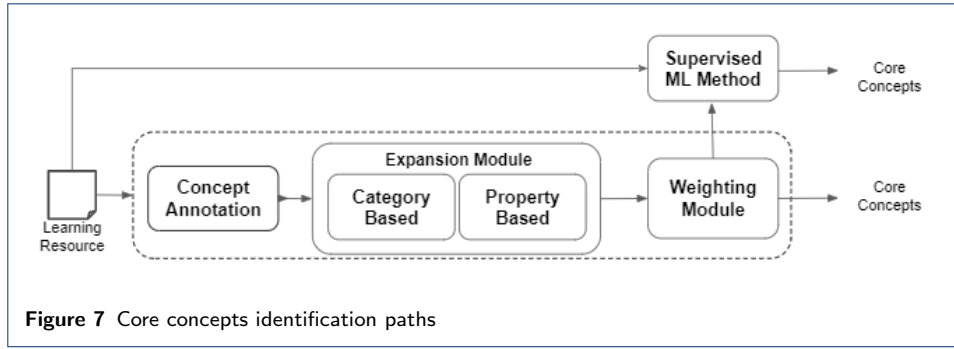 Supervised
ML Method
Core
Concepts
Expansion Module
Concept
Annotation
Category
Based
Property
Based
Weighting
Module
Core
Concepts
Learning
Resource
Figure 7 Core concepts identification paths